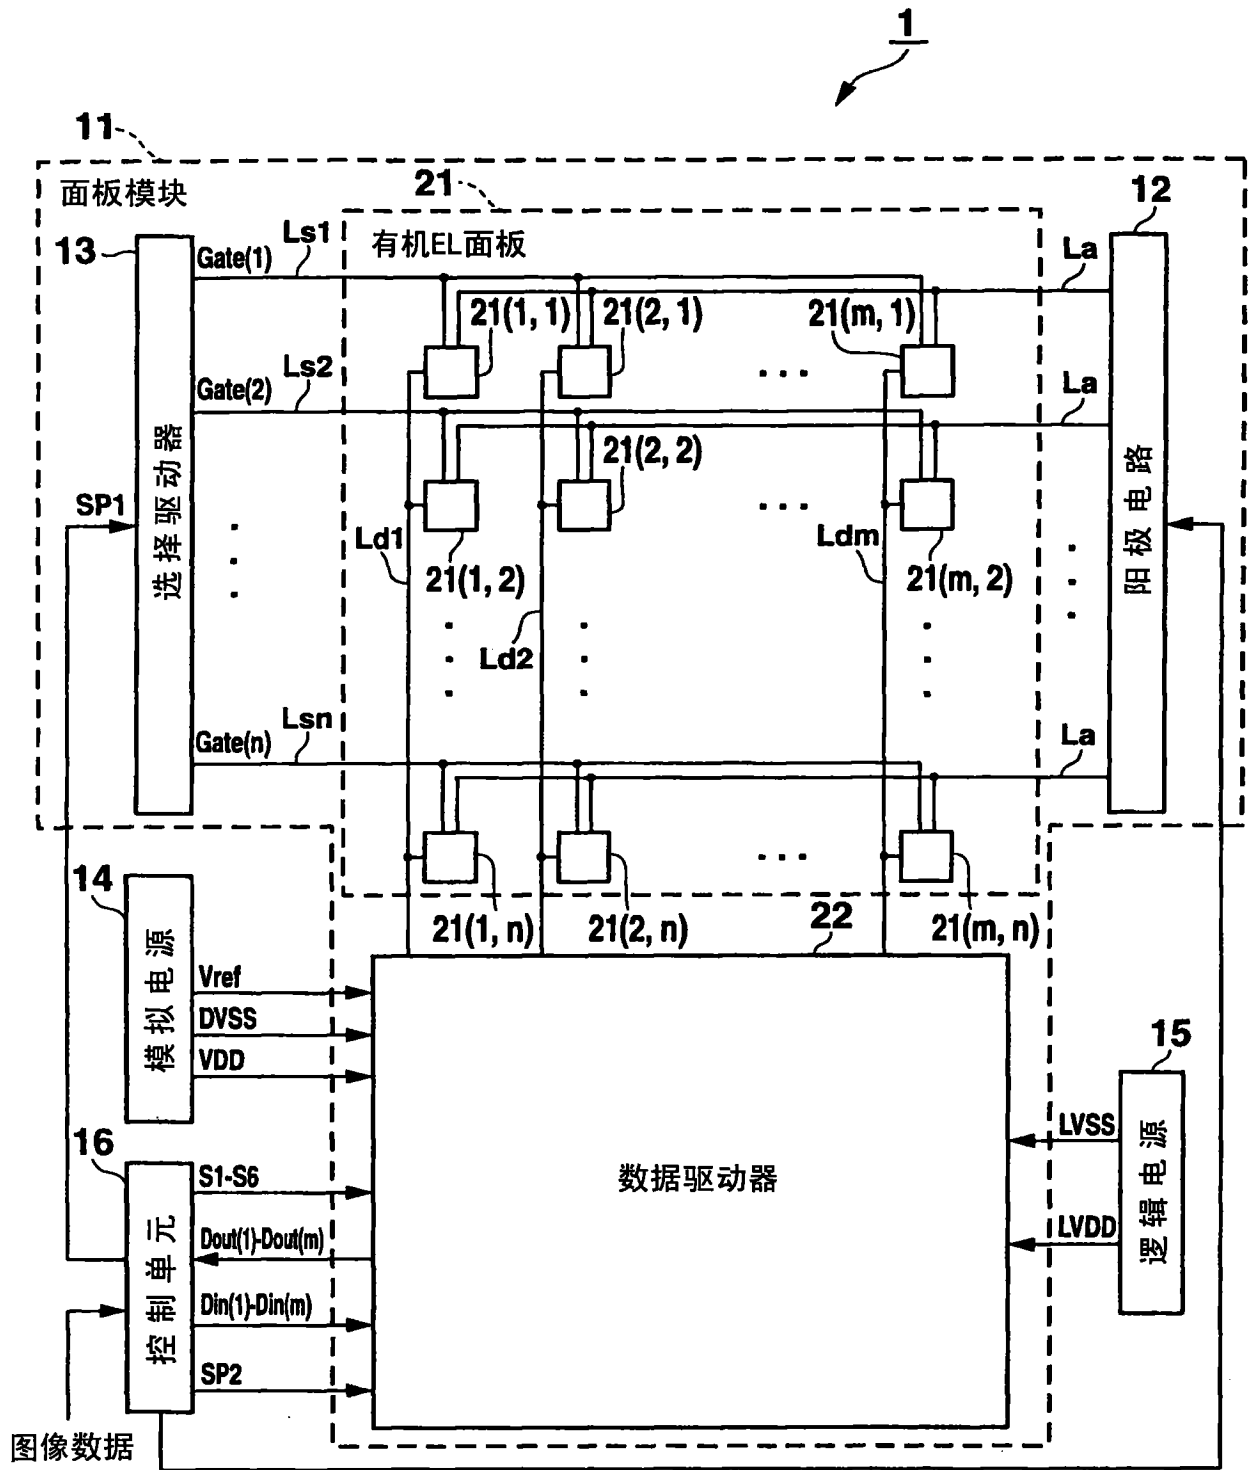 1
11
面板模块
21
12
13
Gate(1)
Ls1
有机EL面板
La
21(1, 1)
21(2, 1)
21(m, 1)
Gate(2)
Ls2
La
选择驱动器
21(2, 2)
阳极电路
SP1
Ld1
Ldm
21(1, 2)
21(m, 2)
Ld2
Gate(n)
Lsn
La
14
21(1, n)
21(2, n)
22
21(m, n)
模拟电源
Vref
DVSS
VDD
15
16
LVSS
逻辑电源
S1-S6
数据驱动器
控制单元
Dout(1)-Dout(m)
LVDD
Din(1)-Din(m)
SP2
图像数据